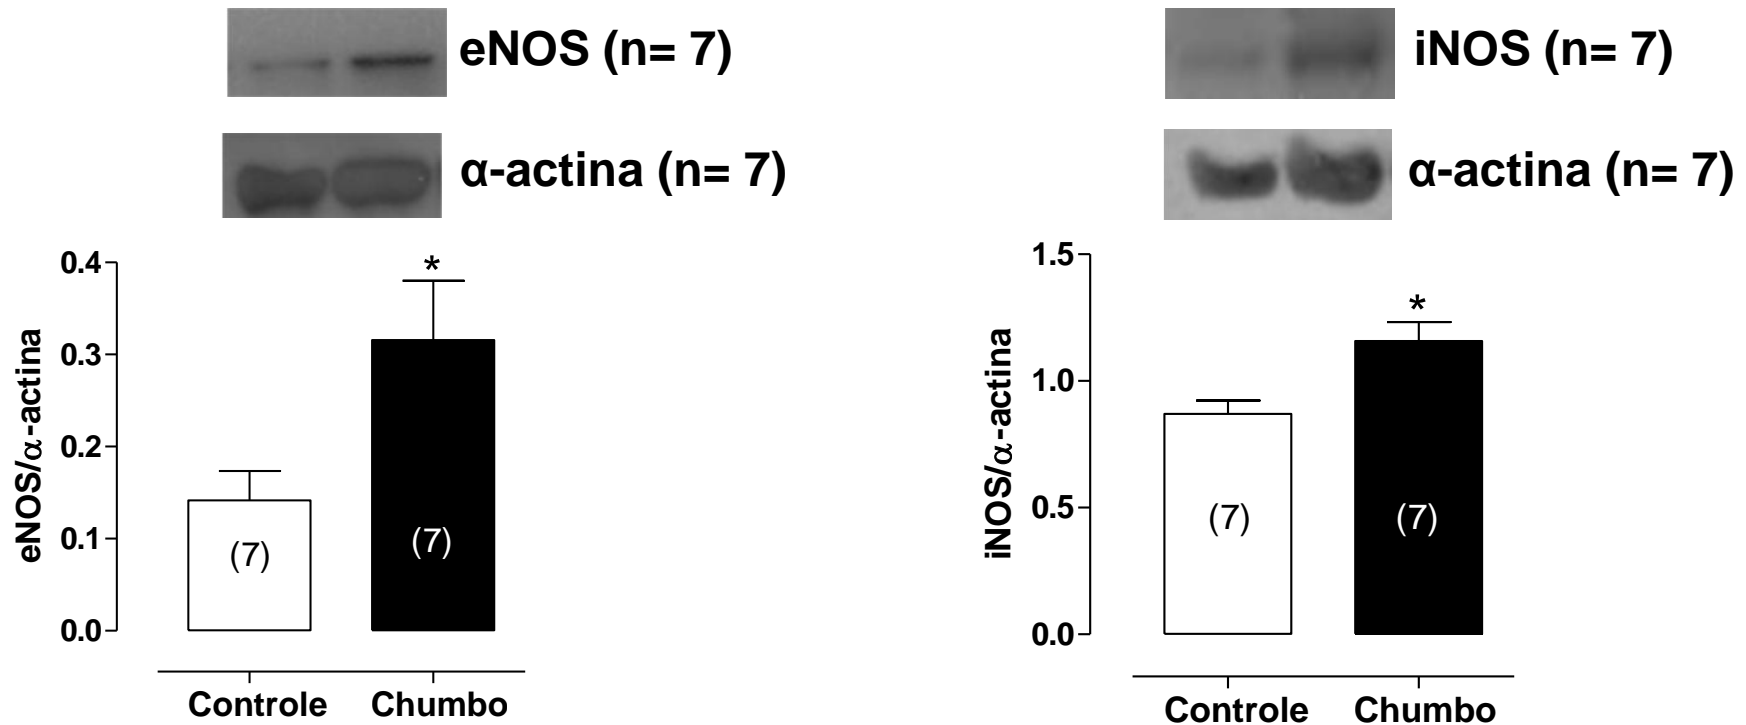 eNOS (n= 7)
α-actina (n= 7)
eNOS/α-actina
0.4
0.3
0.2
0.1
0.0
*
(7)
(7)
Controle
Chumbo
iNOS (n= 7)
α-actina (n= 7)
iNOS/α-actina
1.5
1.0
0.5
0.0
*
(7)
(7)
Controle
Chumbo